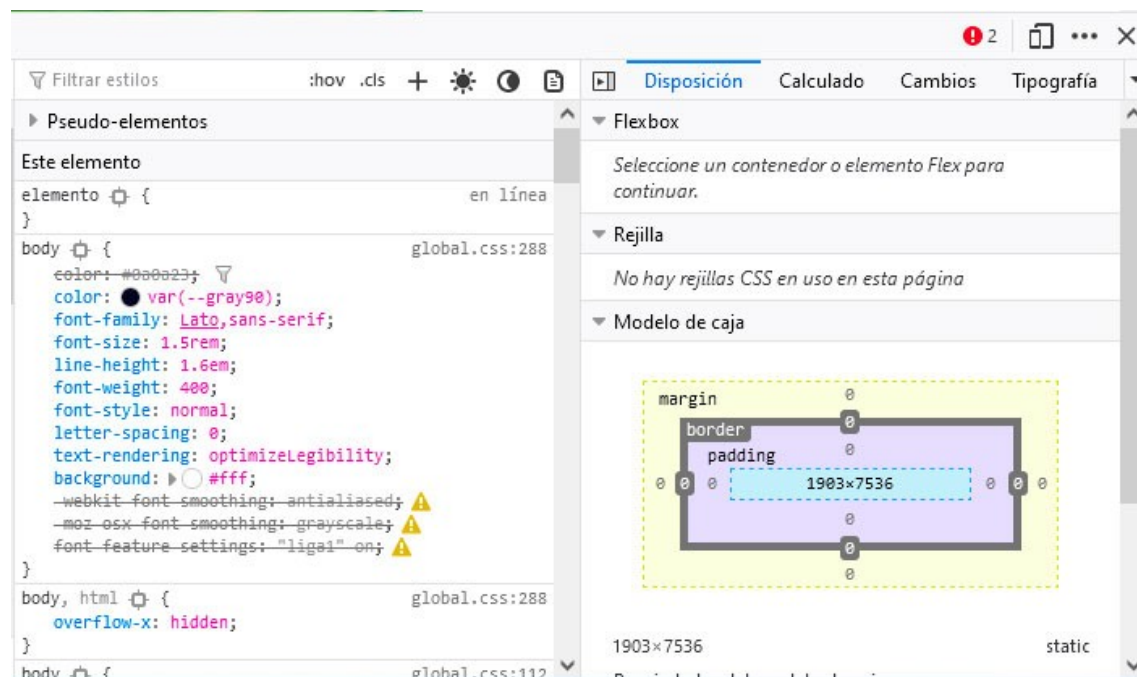 2
Filtrar estilos :hov .cls +
Pseudo-elementos
Este elemento
elemento {
en línea
}
body {
global.css:288
color: #0a0a23;
color: var(--gray90);
font-family: Lato,sans-serif;
font-size: 1.5rem;
line-height: 1.6em;
font-weight: 400;
font-style: normal;
letter-spacing: 0;
text-rendering: optimizeLegibility;
background: #fff;
-webkit-font-smoothing: antialiased;
-moz-osx-font-smoothing: grayscale;
font-feature-settings: "liga1" on;
}
body, html {
global.css:288
overflow-x: hidden;
}
body {
global.css:112
Disposición Calculado Cambios Tipografía
Flexbox
Seleccione un contenedor o elemento Flex para
continuar.
Rejilla
No hay rejillas CSS en uso en esta página
Modelo de caja
margin 0
border 0
padding 0
0 0 0 1903×7536 0 0 0
0
0
0
1903×7536 static